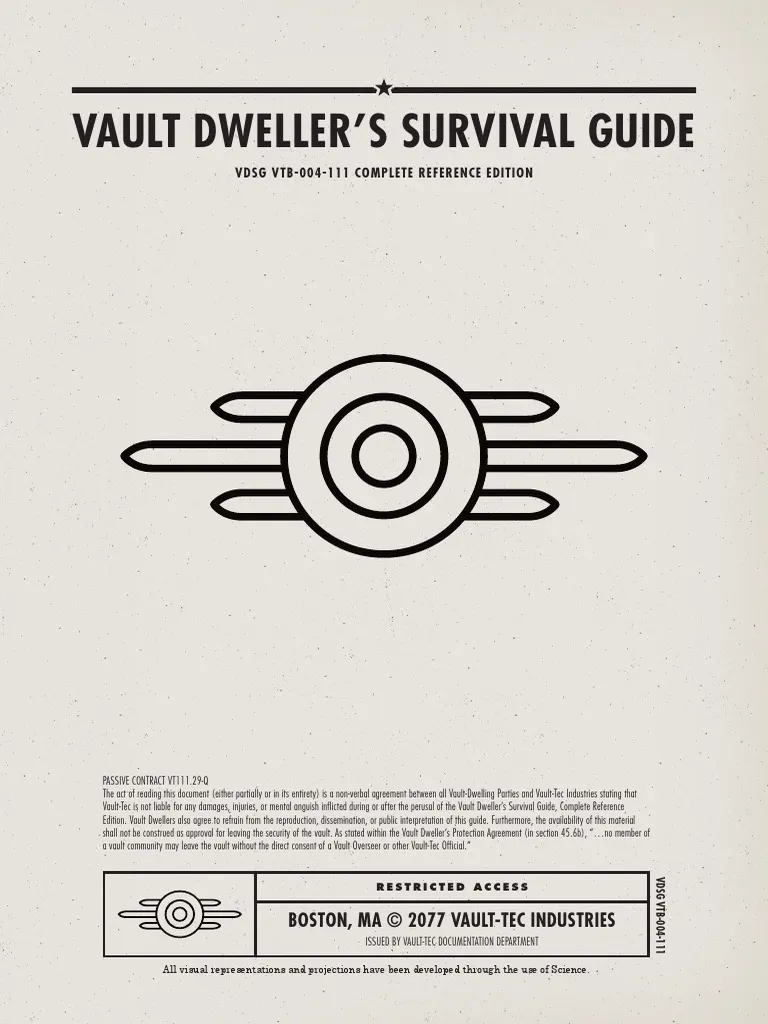 VAULT DWELLER’S SURVIVAL GUIDE
VDSG VTB-004-111 COMPLETE REFERENCE EDITION
PASSIVE CONTRACT VT111.29-Q
The act of reading this document (either partially or in its entirety) is a non-verbal agreement between all Vault-Dwelling Parties and Vault-Tec Industries stating that
Vault-Tec is not liable for any damages, injuries, or mental anguish inflicted during or after the perusal of the Vault Dweller’s Survival Guide, Complete Reference
Edition. Vault Dwellers also agree to refrain from the reproduction, dissemination, or public interpretation of this guide. Furthermore, the availability of this material
shall not be construed as approval for leaving the security of the vault. As stated within the Vault Dweller’s Protection Agreement (in section 45.6b), “…no member of
a vault community may leave the vault without the direct consent of a Vault Overseer or other Vault-Tec Official.”
RESTRICTED ACCESS
BOSTON, MA © 2077 VAULT-TEC INDUSTRIES
ISSUED BY VAULT-TEC DOCUMENTATION DEPARTMENT
VDSG VTB-004-111
All visual representations and projections have been developed through the use of Science.